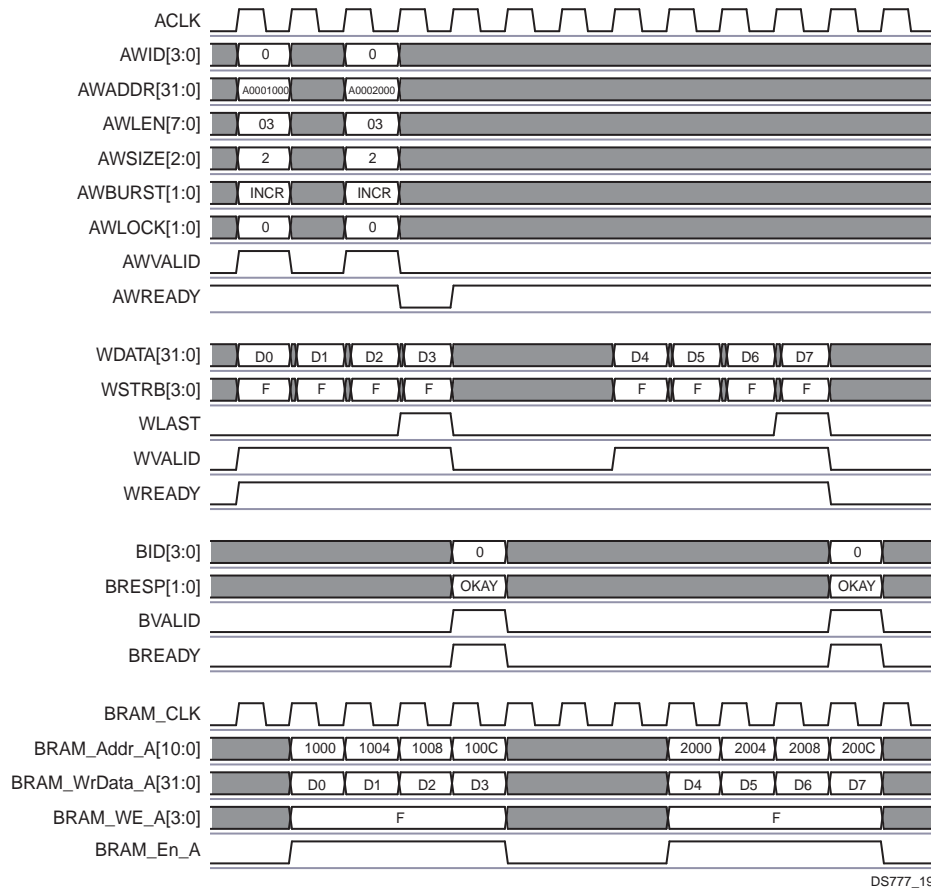 ACLK
AWID[3:0] 0 0
AWADDR[31:0] A0001000 A0002000
AWLEN[7:0] 03 03
AWSIZE[2:0] 2 2
AWBURST[1:0] INCR INCR
AWLOCK[1:0] 0 0
AWVALID
AWREADY
WDATA[31:0] D0 D1 D2 D3 D4 D5 D6 D7
WSTRB[3:0] F F F F F F F F
WLAST
WVALID
WREADY
BID[3:0] 0 0
BRESP[1:0] OKAY OKAY
BVALID
BREADY
BRAM_CLK
BRAM_Addr_A[10:0] 1000 1004 1008 100C 2000 2004 2008 200C
BRAM_WrData_A[31:0] D0 D1 D2 D3 D4 D5 D6 D7
BRAM_WE_A[3:0] F F
BRAM_En_A
DS777_19